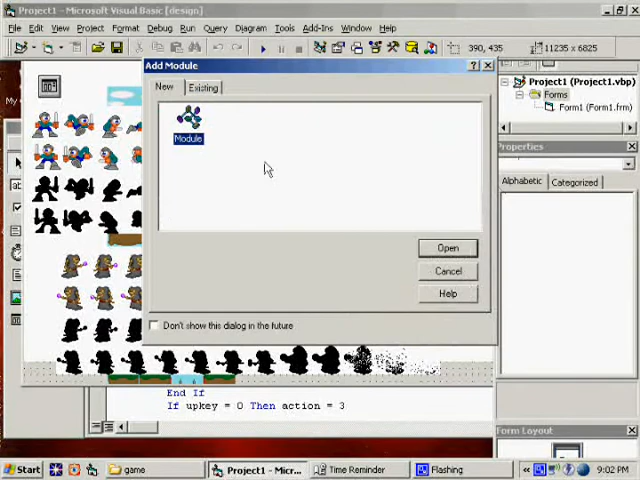 Project1 - Microsoft Visual Basic [design]
File Edit View Project Format Debug Run Query Diagram Tools Add-Ins Window Help
390, 435
11235 x 6825
Add Module
New
Existing
Module
Open
Cancel
Help
Don't show this dialog in the future
Project1 (Project1.vbp)
Forms
Form1 (Form1.frm)
Properties
Alphabetic
Categorized
My
ab
End If
If upkey = 0 Then action = 3
Form Layout
Start
game
Project1 - Micr...
Time Reminder
Flashing
9:02 PM